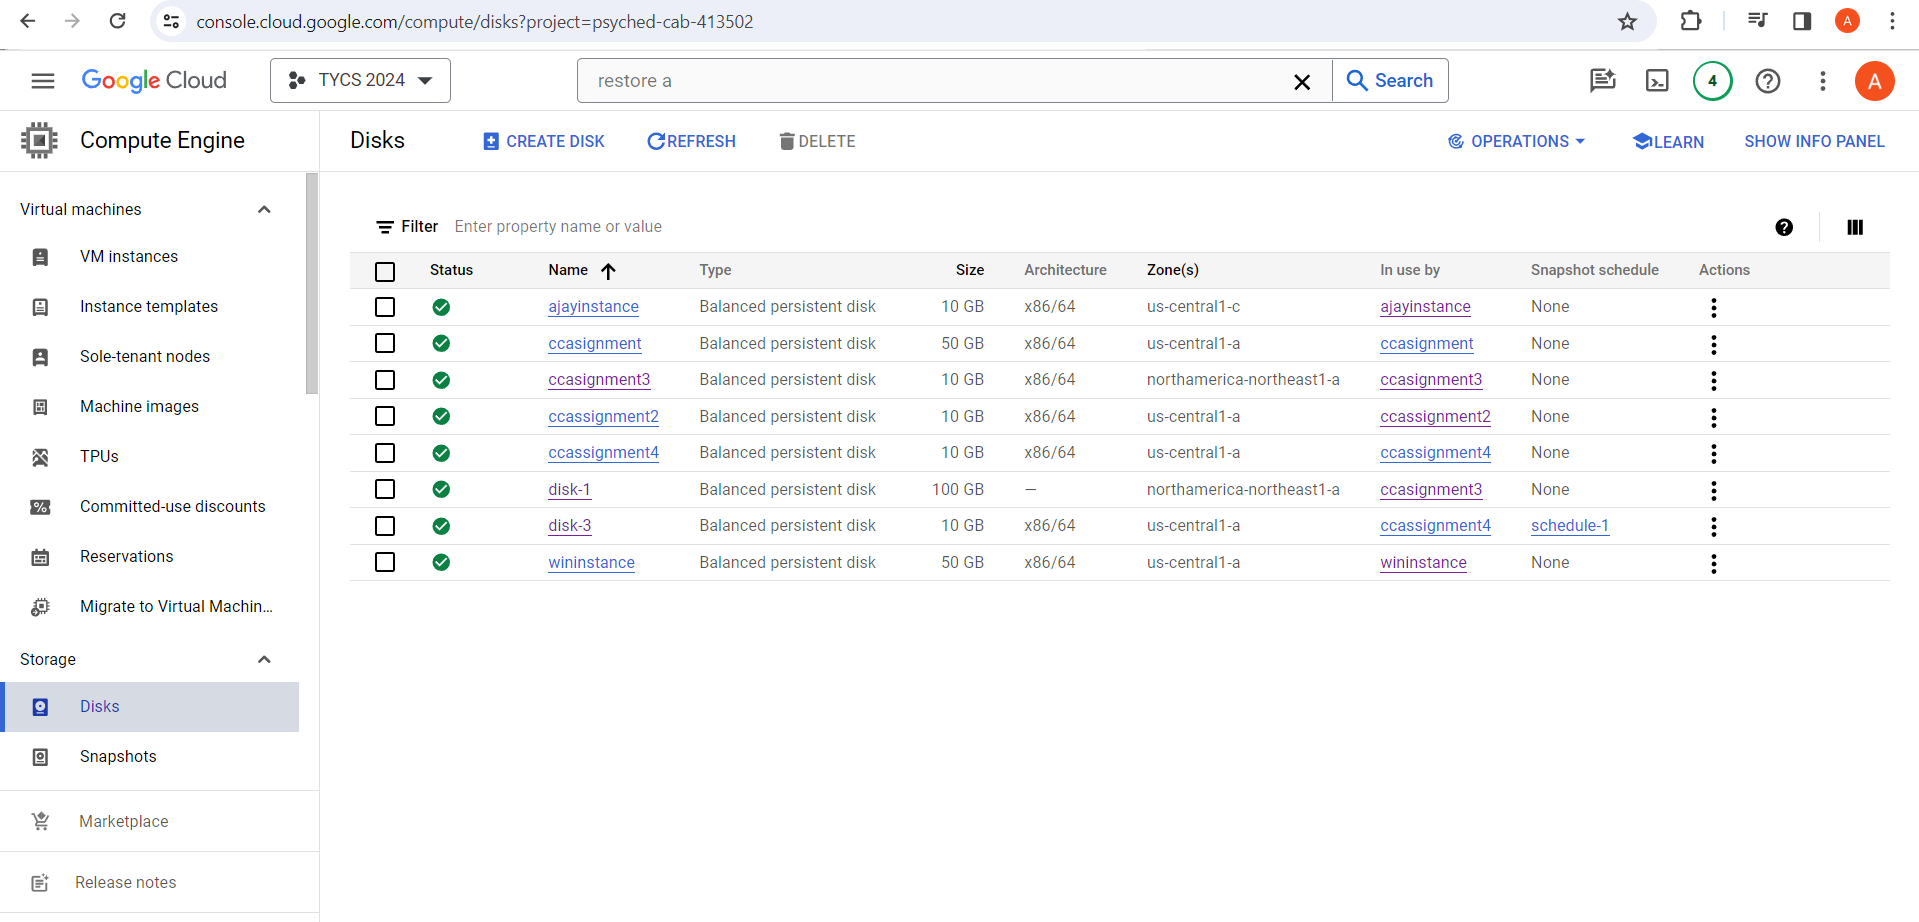 console.cloud.google.com/compute/disks?project=psyched-cab-413502
A
Google Cloud
TYCS 2024
restore a
Search
4
A
Compute Engine
Disks
CREATE DISK
REFRESH
DELETE
OPERATIONS
LEARN
SHOW INFO PANEL
Virtual machines
VM instances
Instance templates
Sole-tenant nodes
Machine images
TPUs
Committed-use discounts
Reservations
Migrate to Virtual Machin...
Storage
Disks
Snapshots
Marketplace
Release notes
Filter Enter property name or value
Status Name Type Size Architecture Zone(s) In use by Snapshot schedule Actions
ajayinstance Balanced persistent disk 10 GB x86/64 us-central1-c ajayinstance None
ccasignment Balanced persistent disk 50 GB x86/64 us-central1-a ccasignment None
ccasignment3 Balanced persistent disk 10 GB x86/64 northamerica-northeast1-a ccasignment3 None
ccassignment2 Balanced persistent disk 10 GB x86/64 us-central1-a ccassignment2 None
ccassignment4 Balanced persistent disk 10 GB x86/64 us-central1-a ccassignment4 None
disk-1 Balanced persistent disk 100 GB — northamerica-northeast1-a ccasignment3 None
disk-3 Balanced persistent disk 10 GB x86/64 us-central1-a ccassignment4 schedule-1
wininstance Balanced persistent disk 50 GB x86/64 us-central1-a wininstance None